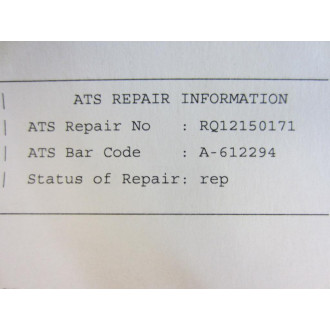 ATS REPAIR INFORMATION
ATS Repair No : RQ12150171
ATS Bar Code : A-612294
Status of Repair: rep